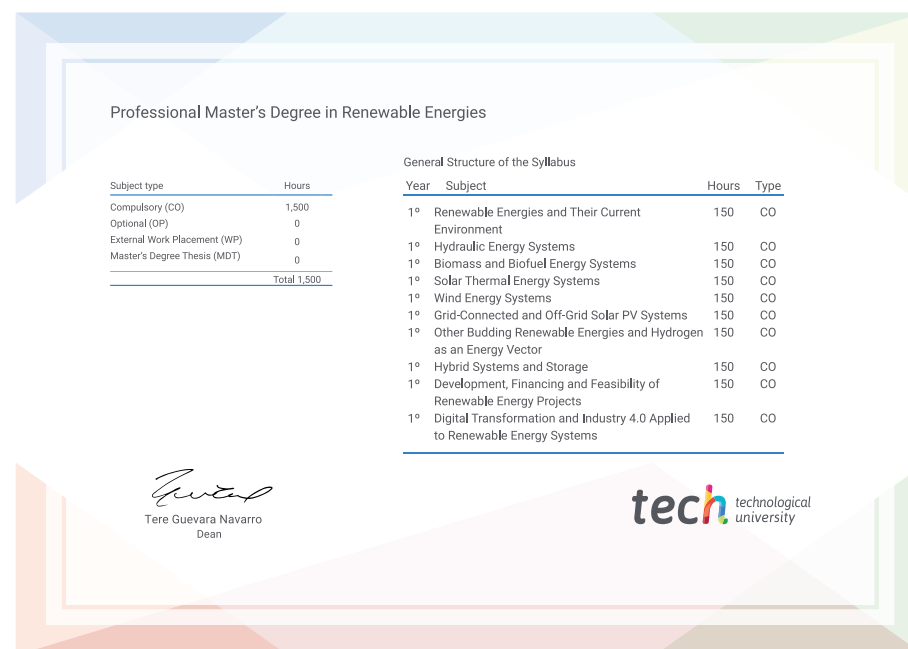 Professional Master's Degree in Renewable Energies
Subject type Hours
Compulsory (CO) 1,500
Optional (OP) 0
External Work Placement (WP) 0
Master's Degree Thesis (MDT) 0
Total 1,500
General Structure of the Syllabus
Year Subject Hours Type
1º Renewable Energies and Their Current 150 CO
Environment
1º Hydraulic Energy Systems 150 CO
1º Biomass and Biofuel Energy Systems 150 CO
1º Solar Thermal Energy Systems 150 CO
1º Wind Energy Systems 150 CO
1º Grid-Connected and Off-Grid Solar PV Systems 150 CO
1º Other Budding Renewable Energies and Hydrogen 150 CO
as an Energy Vector
1º Hybrid Systems and Storage 150 CO
1º Development, Financing and Feasibility of 150 CO
Renewable Energy Projects
1º Digital Transformation and Industry 4.0 Applied 150 CO
to Renewable Energy Systems
Tere Guevara Navarro
Dean
tech technological
university